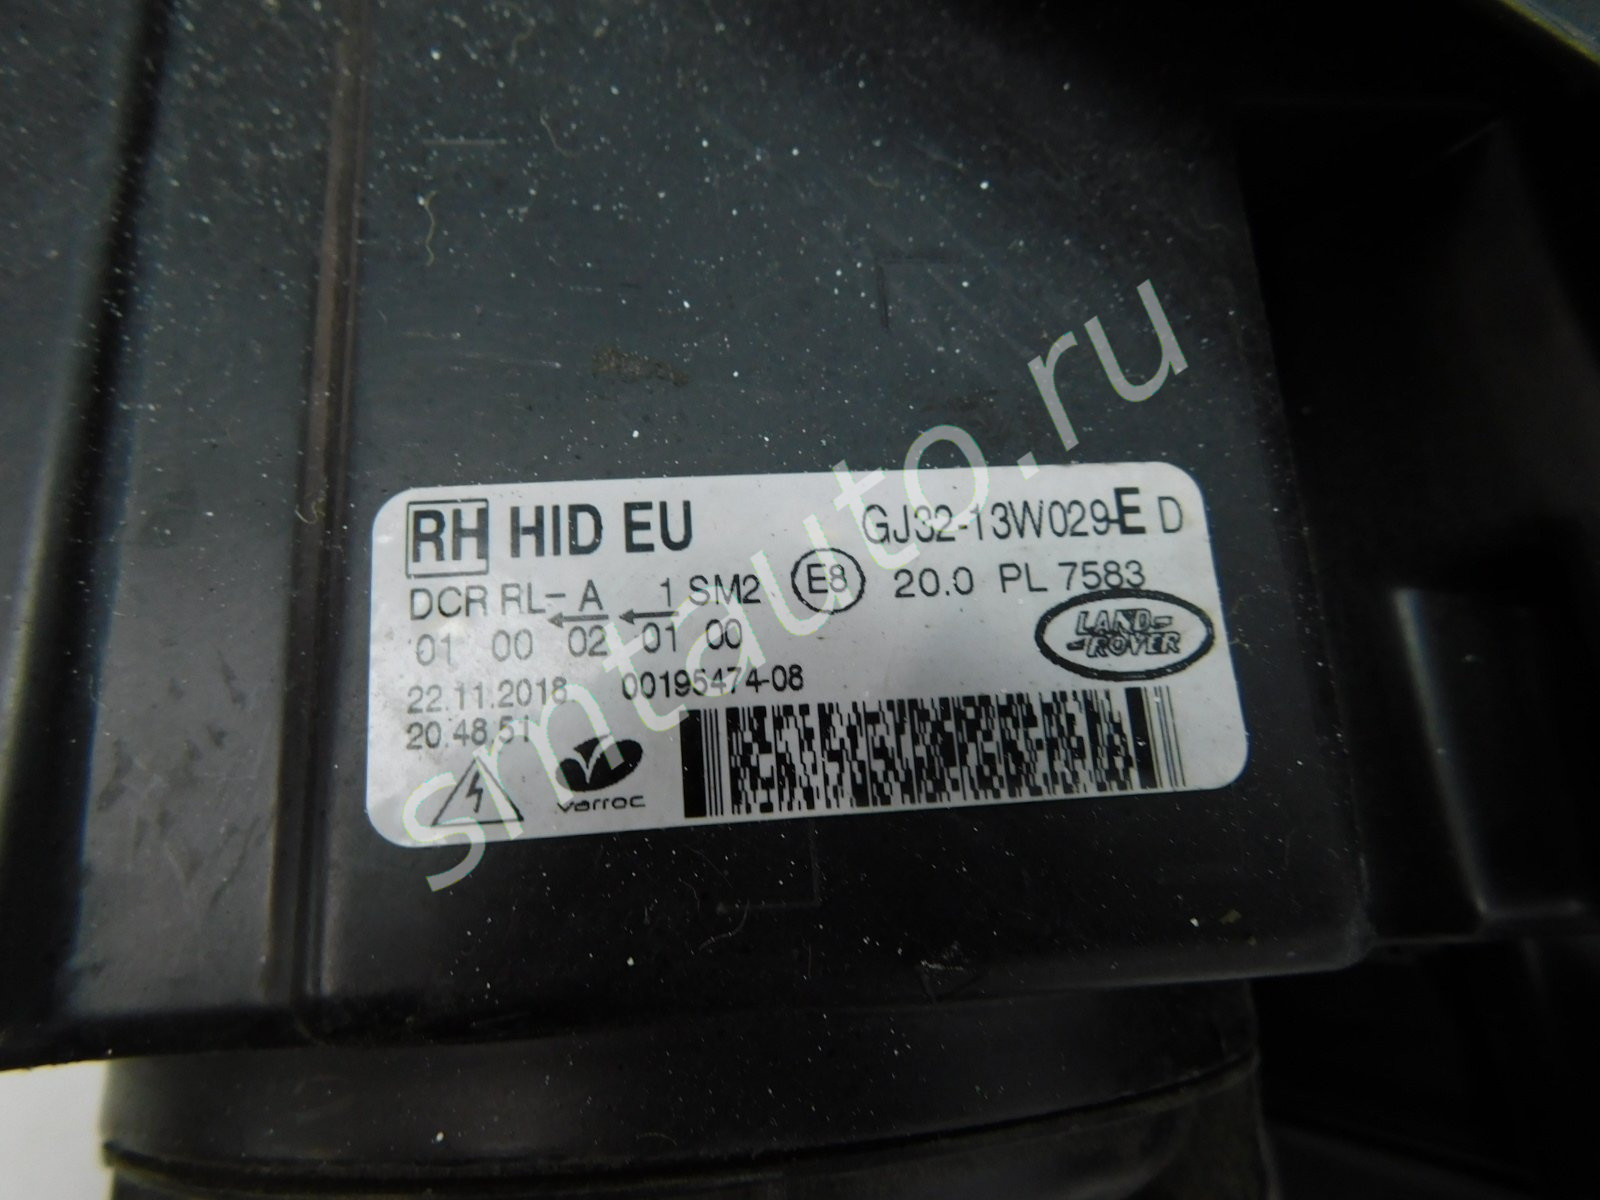 RH HID EU GJ32-13W029-E D
DCR RL- A 1 SM2 E8 20.0 PL 7583
01 00 02 01 00
LAND-
-ROVER
22.11.2018 00195474-08
20.48.51
varroc
smtauto.ru